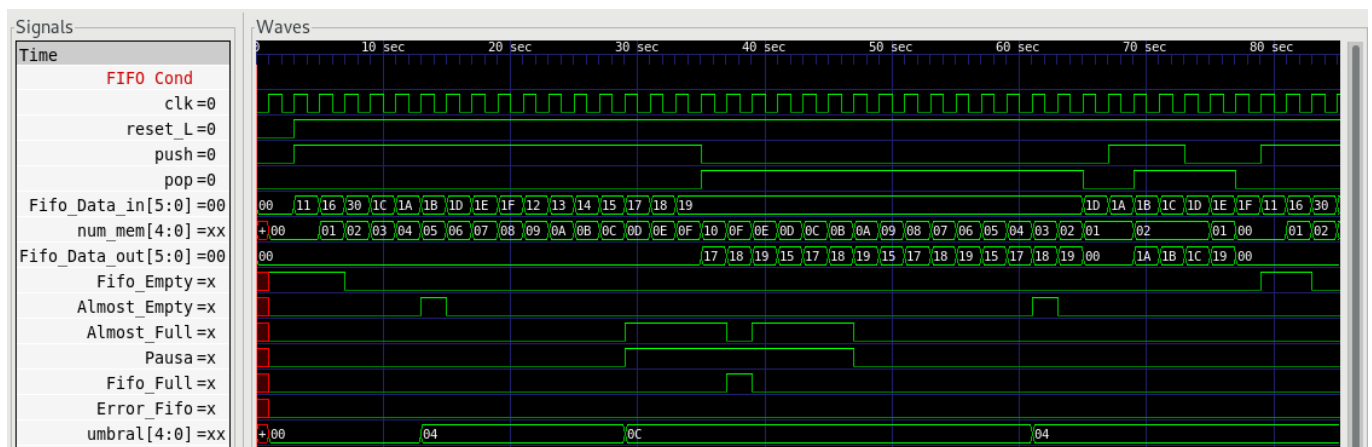 Signals
Waves
Time
0 10 sec 20 sec 30 sec 40 sec 50 sec 60 sec 70 sec 80 sec
FIFO Cond
clk=0
reset_L=0
push=0
pop=0
Fifo_Data_in[5:0]=00 00 11 16 30 1C 1A 1B 1D 1E 1F 12 13 14 15 17 18 19 1D 1A 1B 1C 1D 1E 1F 11 16 30
num_mem[4:0]=xx + 00 01 02 03 04 05 06 07 08 09 0A 0B 0C 0D 0E 0F 10 0F 0E 0D 0C 0B 0A 09 08 07 06 05 04 03 02 01 02 01 00 01 02
Fifo_Data_out[5:0]=00 00 17 18 19 15 17 18 19 15 17 18 19 15 17 18 19 00 1A 1B 1C 19 00
Fifo_Empty=x
Almost_Empty=x
Almost_Full=x
Pausa=x
Fifo_Full=x
Error_Fifo=x
umbral[4:0]=xx + 00 04 0C 04